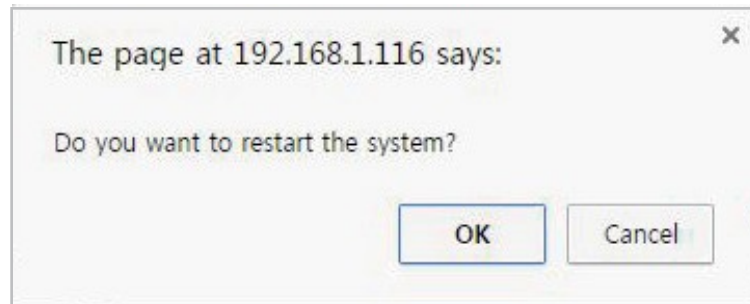 The page at 192.168.1.116 says:
Do you want to restart the system?
OK Cancel